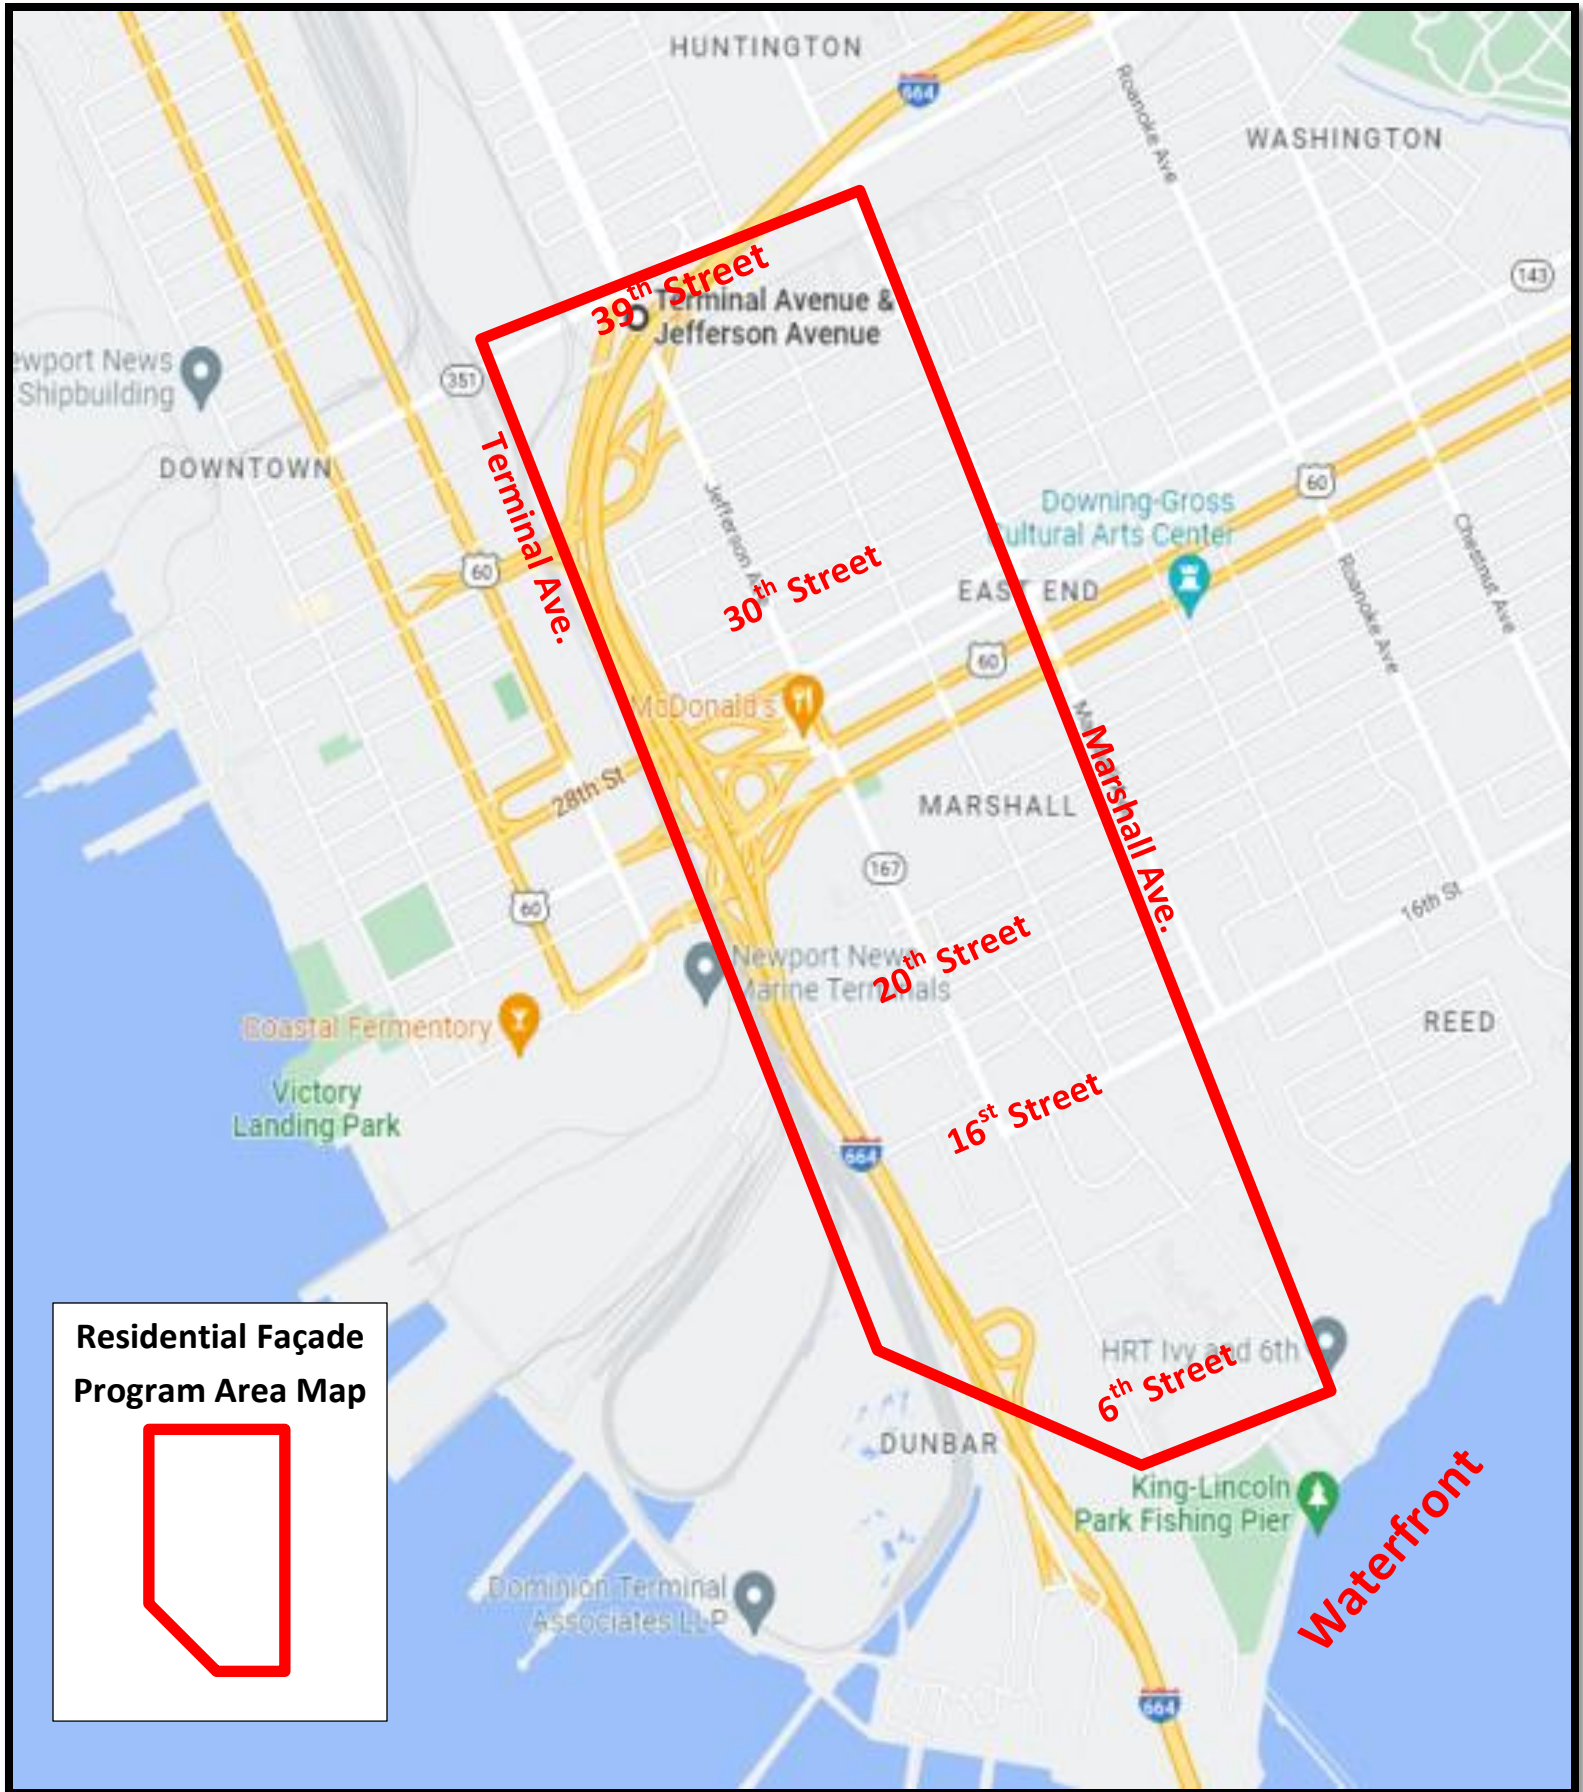 HUNTINGTON
664
Roanoke Ave
WASHINGTON
143
39th Street
Terminal Avenue &
Jefferson Avenue
ewport News
Shipbuilding
351
DOWNTOWN
Terminal Ave.
Jefferson A
60
Downing-Gross
Cultural Arts Center
60
Chestnut Ave
30th Street
EAST END
Roanoke Ave
60
McDonald's
28th St
Marshall Ave.
MARSHALL
167
16th St
60
20th Street
Newport News
Marine Terminals
Coastal Fermentory
REED
Victory
Landing Park
16st Street
664
Residential Façade
Program Area Map
HRT Ivy and 6th
6th Street
DUNBAR
King-Lincoln
Park Fishing Pier
Waterfront
Dominion Terminal
Associates LLP
664